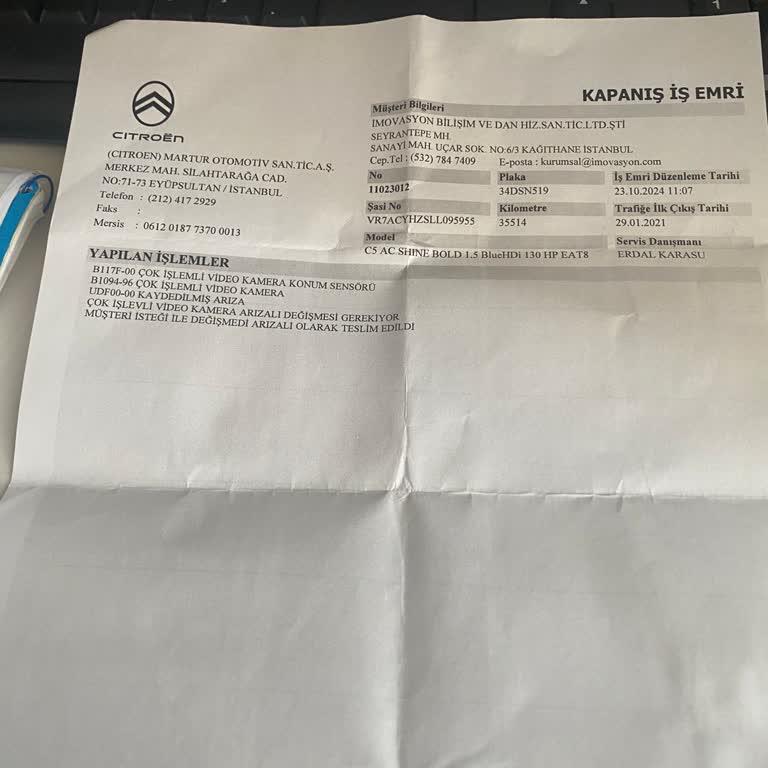 CITROËN
(CITROEN) MARTUR OTOMOTİV SAN.TİC.A.Ş.
MERKEZ MAH. SİLAHTARAĞA CAD.
NO:71-73 EYÜPSULTAN / İSTANBUL
Telefon : (212) 417 2929
Faks :
Mersis : 0612 0187 7370 0013
KAPANIŞ İŞ EMRİ
Müşteri Bilgileri
IMOVASYON BİLİŞİM VE DAN HİZ.SAN.TİC.LTD.ŞTİ
SEYRANTEPE MH.
SANAYİ MAH. UÇAR SOK. NO:6/3 KAĞITHANE İSTANBUL
Cep.Tel : (532) 784 7409 E-posta : kurumsal@imovasyon.com
No Plaka İş Emri Düzenleme Tarihi
11023012 34DSN519 23.10.2024 11:07
Şasi No Kilometre Trafiğe İlk Çıkış Tarihi
VR7ACYHZSLL095955 35514 29.01.2021
Model Servis Danışmanı
C5 AC SHINE BOLD 1.5 BlueHDi 130 HP EAT8 ERDAL KARASU
YAPILAN İŞLEMLER
B117F-00 ÇOK İŞLEMLİ VİDEO KAMERA KONUM SENSÖRÜ
B1094-96 ÇOK İŞLEMLİ VİDEO KAMERA
UDF00-00 KAYDEDİLMİŞ ARIZA
ÇOK İŞLEVLİ VİDEO KAMERA ARIZALI DEĞİŞMESİ GEREKİYOR
MÜŞTERİ İSTEĞİ İLE DEĞİŞMEDİ ARIZALI OLARAK TESLİM EDİLDİ